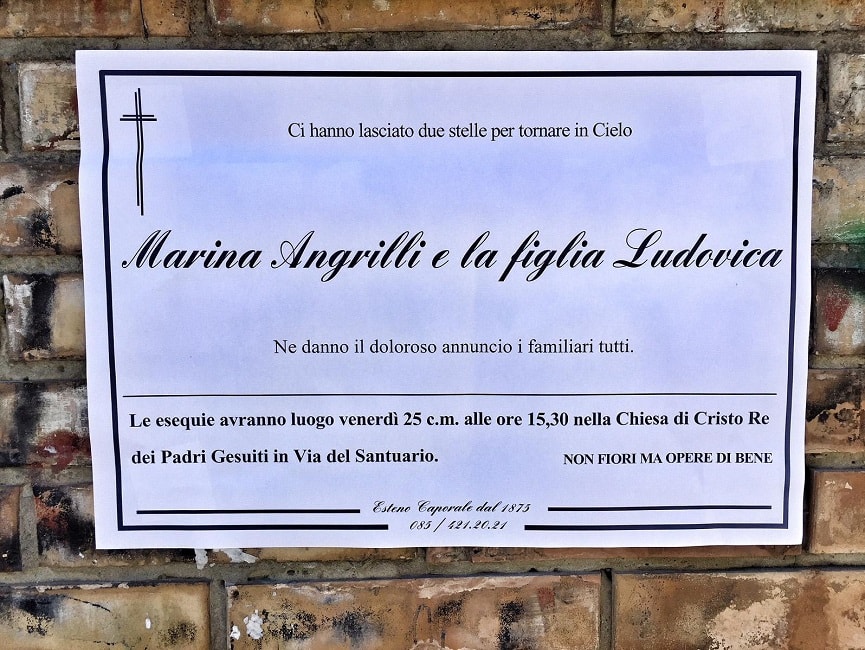 Ci hanno lasciato due stelle per tornare in Cielo
Marina Angrilli e la figlia Ludovica
Ne danno il doloroso annuncio i familiari tutti.
Le esequie avranno luogo venerdì 25 c.m. alle ore 15,30 nella Chiesa di Cristo Re
dei Padri Gesuiti in Via del Santuario. NON FIORI MA OPERE DI BENE
Esteno Caporale dal 1875
085 / 421.20.21